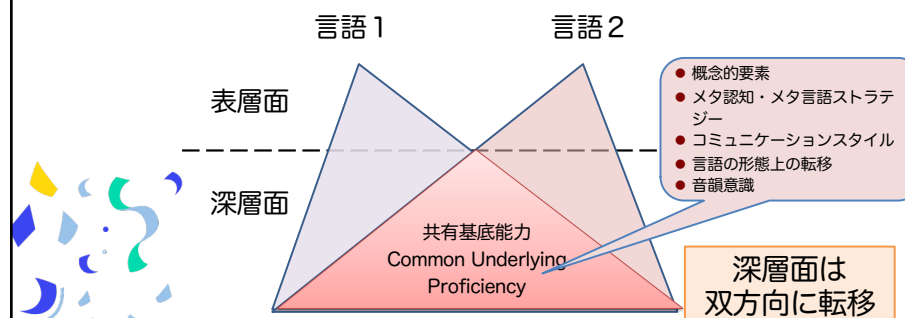 言語１
言語２
表層面
● 概念的要素
● メタ認知・メタ言語ストラテ
ジー
● コミュニケーションスタイル
● 言語の形態上の転移
● 音韻意識
深層面
共有基底能力
Common Underlying
Proficiency
深層面は
双方向に転移